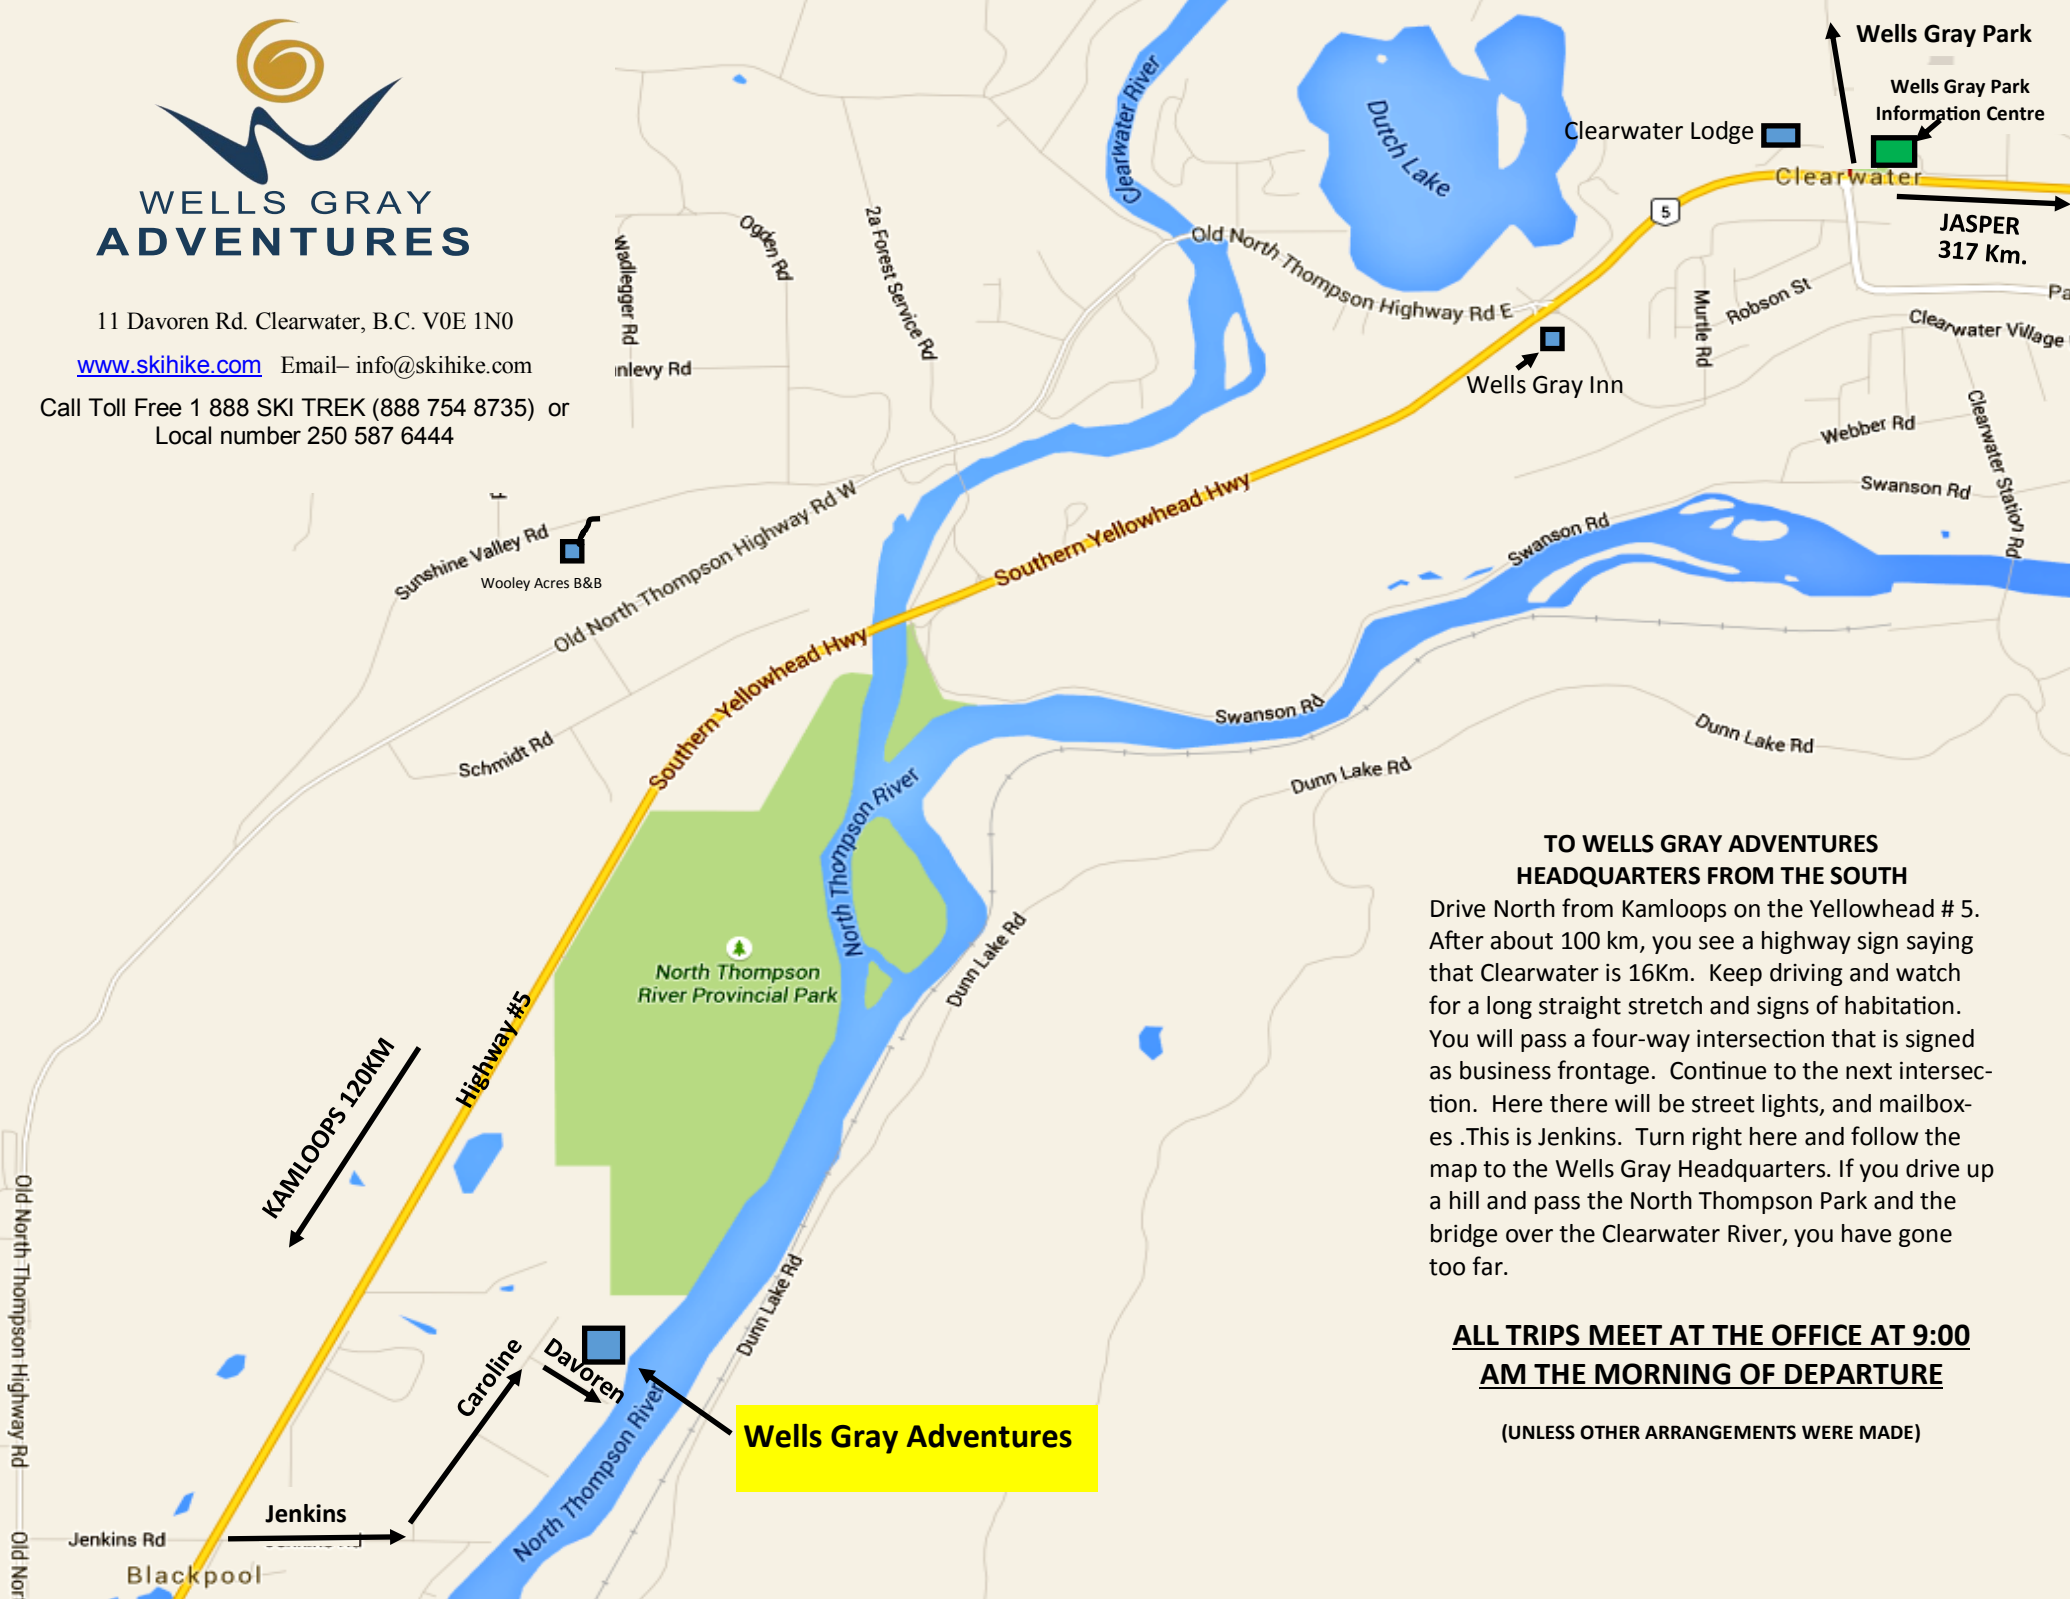 WELLS GRAY
ADVENTURES
11 Davoren Rd. Clearwater, B.C. V0E 1N0
www.skihike.com Email– info@skihike.com
Call Toll Free 1 888 SKI TREK (888 754 8735) or
Local number 250 587 6444
Wells Gray Park
Wells Gray Park
Information Centre
Clearwater Lodge
Clearwater
5
JASPER
317 Km.
Clearwater River
Dutch Lake
Old North Thompson Highway Rd E
Wadlegger Rd
Ogden Rd
2a Forest Service Rd
nlevy Rd
Murtle Rd
Robson St
Pa
Clearwater Village
Wells Gray Inn
Webber Rd
Clearwater Station Rd
Swanson Rd
Swanson Rd
Southern Yellowhead Hwy
Sunshine Valley Rd
Wooley Acres B&B
Old North Thompson Highway Rd W
Southern Yellowhead Hwy
Schmidt Rd
Swanson Rd
Dunn Lake Rd
Dunn Lake Rd
North Thompson River
North Thompson
River Provincial Park
Dunn Lake Rd
Highway #5
KAMLOOPS 120KM
Old North Thompson Highway Rd
Old Nor
Dunn Lake Rd
Caroline
Davoren
North Thompson River
Wells Gray Adventures
Jenkins
Jenkins Rd
Blackpool
TO WELLS GRAY ADVENTURES
HEADQUARTERS FROM THE SOUTH
Drive North from Kamloops on the Yellowhead # 5.
After about 100 km, you see a highway sign saying
that Clearwater is 16Km. Keep driving and watch
for a long straight stretch and signs of habitation.
You will pass a four-way intersection that is signed
as business frontage. Continue to the next intersec-
tion. Here there will be street lights, and mailbox-
es .This is Jenkins. Turn right here and follow the
map to the Wells Gray Headquarters. If you drive up
a hill and pass the North Thompson Park and the
bridge over the Clearwater River, you have gone
too far.
ALL TRIPS MEET AT THE OFFICE AT 9:00
AM THE MORNING OF DEPARTURE
(UNLESS OTHER ARRANGEMENTS WERE MADE)